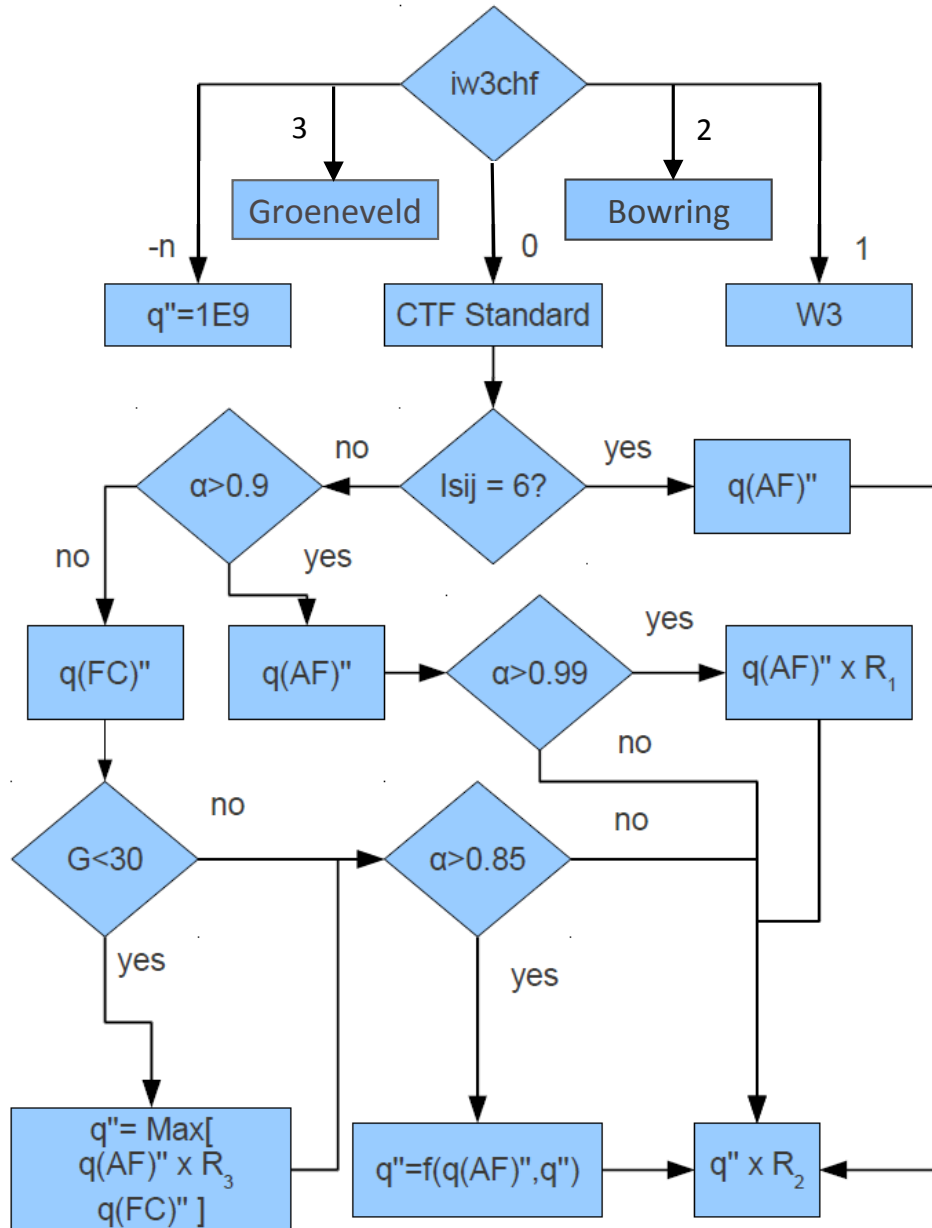 iw3chf
3
2
Groeneveld
Bowring
-n
0
1
q"=1E9
CTF Standard
W3
no
yes
α>0.9
Isij = 6?
q(AF)"
no
yes
yes
q(FC)"
q(AF)"
α>0.99
q(AF)" x R₁
no
no
no
G<30
α>0.85
yes
yes
q"= Max[
q(AF)" x R₃
q(FC)" ]
q"=f(q(AF)",q")
q" x R₂